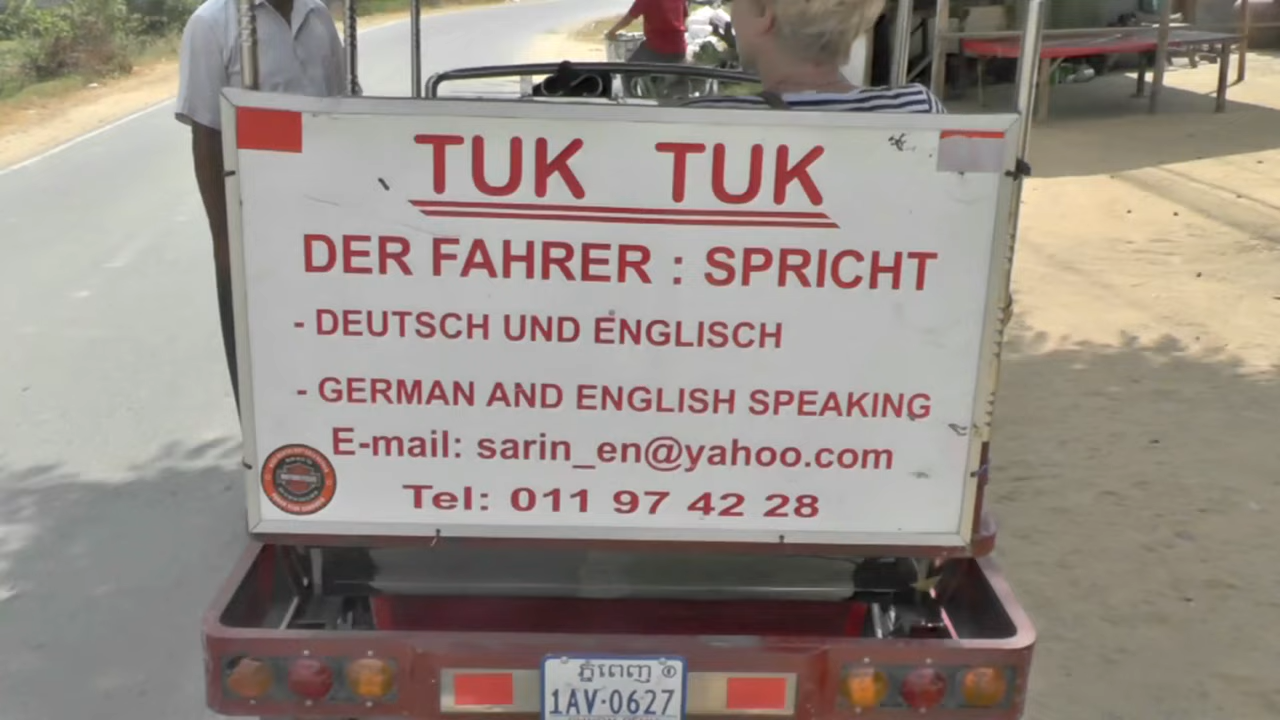 TUK TUK
DER FAHRER : SPRICHT
- DEUTSCH UND ENGLISCH
- GERMAN AND ENGLISH SPEAKING
E-mail: sarin_en@yahoo.com
Tel: 011 97 42 28
ភ្នំពេញ
1AV-0627